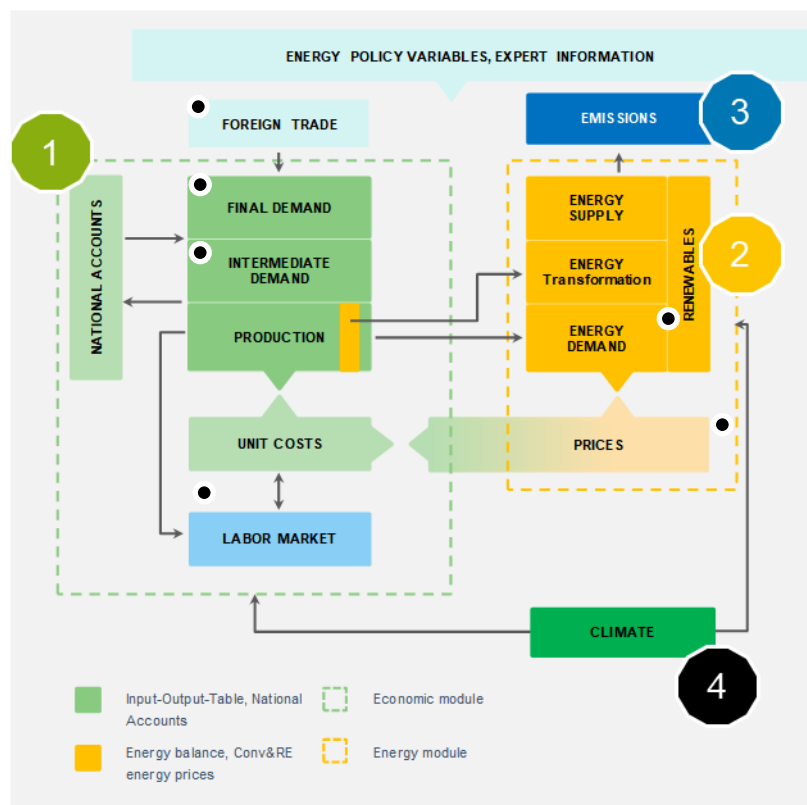 ENERGY POLICY VARIABLES, EXPERT INFORMATION
FOREIGN TRADE
EMISSIONS
3
1
NATIONAL ACCOUNTS
FINAL DEMAND
INTERMEDIATE
DEMAND
PRODUCTION
ENERGY
SUPPLY
ENERGY
Transformation
ENERGY
DEMAND
RENEWABLES
2
UNIT COSTS
PRICES
LABOR MARKET
CLIMATE
4
Input-Output-Table, National
Accounts
Economic module
Energy balance, Conv&RE
energy prices
Energy module